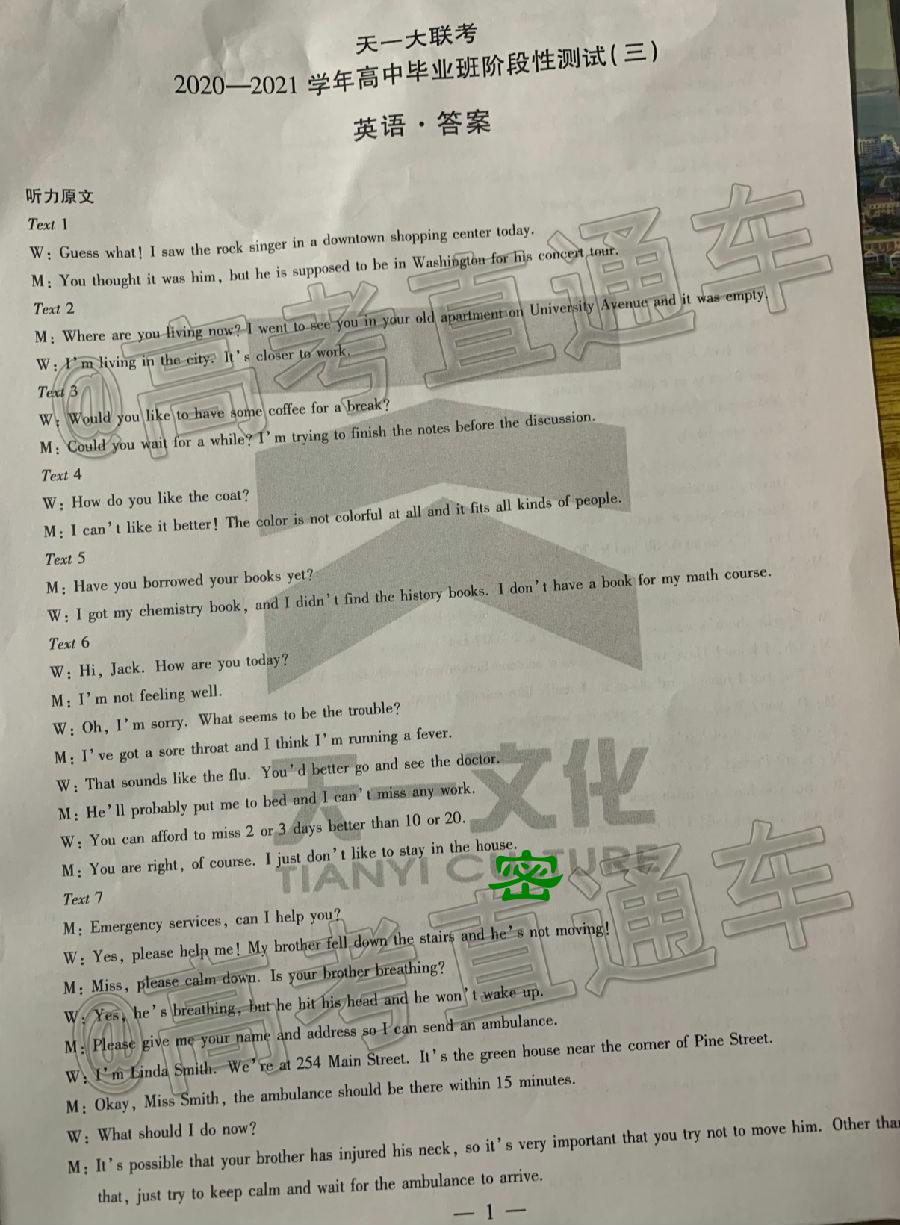 天一大联考
2020—2021 学年高中毕业班阶段性测试(三)
英语·答案
听力原文
Text 1
W: Guess what! I saw the rock singer in a downtown shopping center today.
M: You thought it was him, but he is supposed to be in Washington for his concert tour.
Text 2
M: Where are you living now? I went to see you in your old apartment on University Avenue and it was empty.
W: I'm living in the city. It's closer to work.
Text 3
W: Would you like to have some coffee for a break?
M: Could you wait for a while? I'm trying to finish the notes before the discussion.
Text 4
W: How do you like the coat?
M: I can't like it better! The color is not colorful at all and it fits all kinds of people.
Text 5
M: Have you borrowed your books yet?
W: I got my chemistry book, and I didn't find the history books. I don't have a book for my math course.
Text 6
W: Hi, Jack. How are you today?
M: I'm not feeling well.
W: Oh, I'm sorry. What seems to be the trouble?
M: I've got a sore throat and I think I'm running a fever.
W: That sounds like the flu. You'd better go and see the doctor.
M: He'll probably put me to bed and I can't miss any work.
W: You can afford to miss 2 or 3 days better than 10 or 20.
M: You are right, of course. I just don't like to stay in the house.
Text 7
M: Emergency services, can I help you?
W: Yes, please help me! My brother fell down the stairs and he's not moving!
M: Miss, please calm down. Is your brother breathing?
W: Yes, he's breathing, but he hit his head and he won't wake up.
M: Please give me your name and address so I can send an ambulance.
W: I'm Linda Smith. We're at 254 Main Street. It's the green house near the corner of Pine Street.
M: Okay, Miss Smith, the ambulance should be there within 15 minutes.
W: What should I do now?
M: It's possible that your brother has injured his neck, so it's very important that you try not to move him. Other than
that, just try to keep calm and wait for the ambulance to arrive.
— 1 —
@高考直通车
天一文化
TIANYI CULTURE
密
@高考直通车